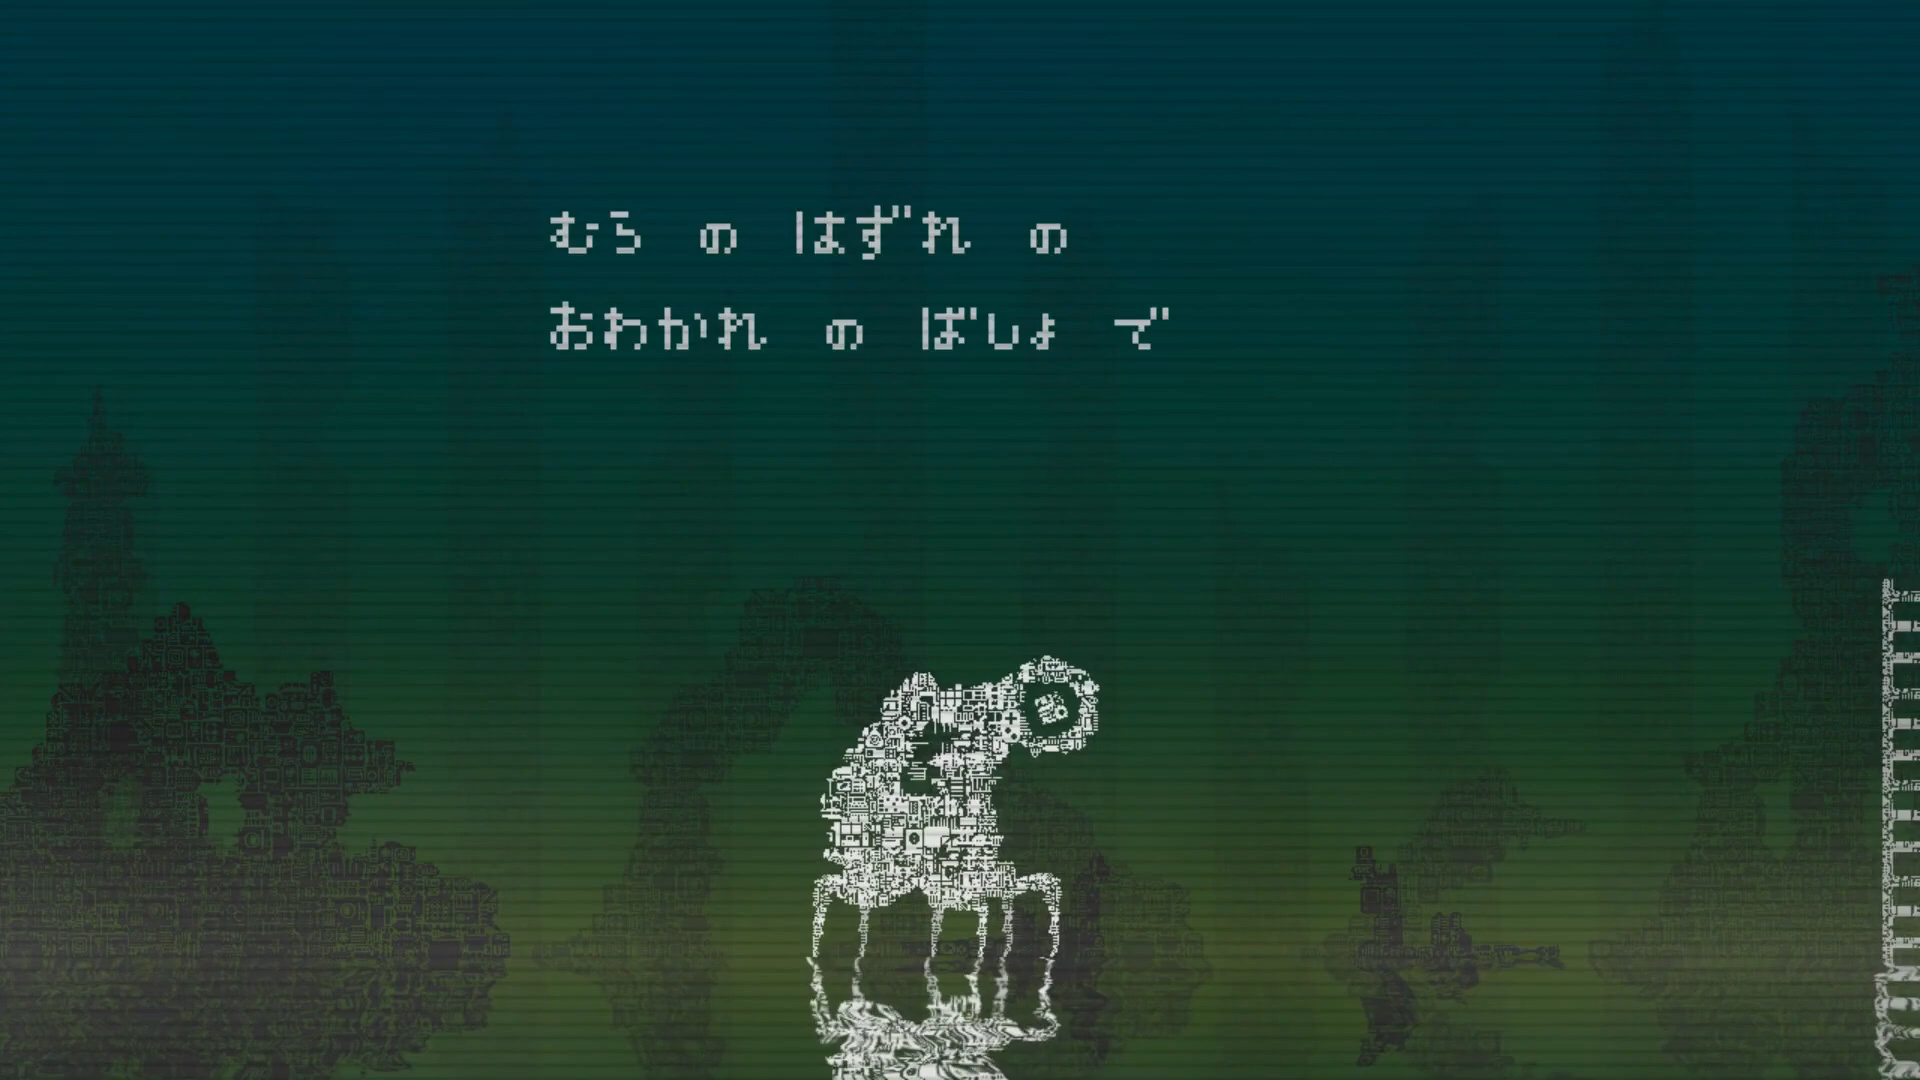 むら の はずれ の
おわかれ の ばしょ で